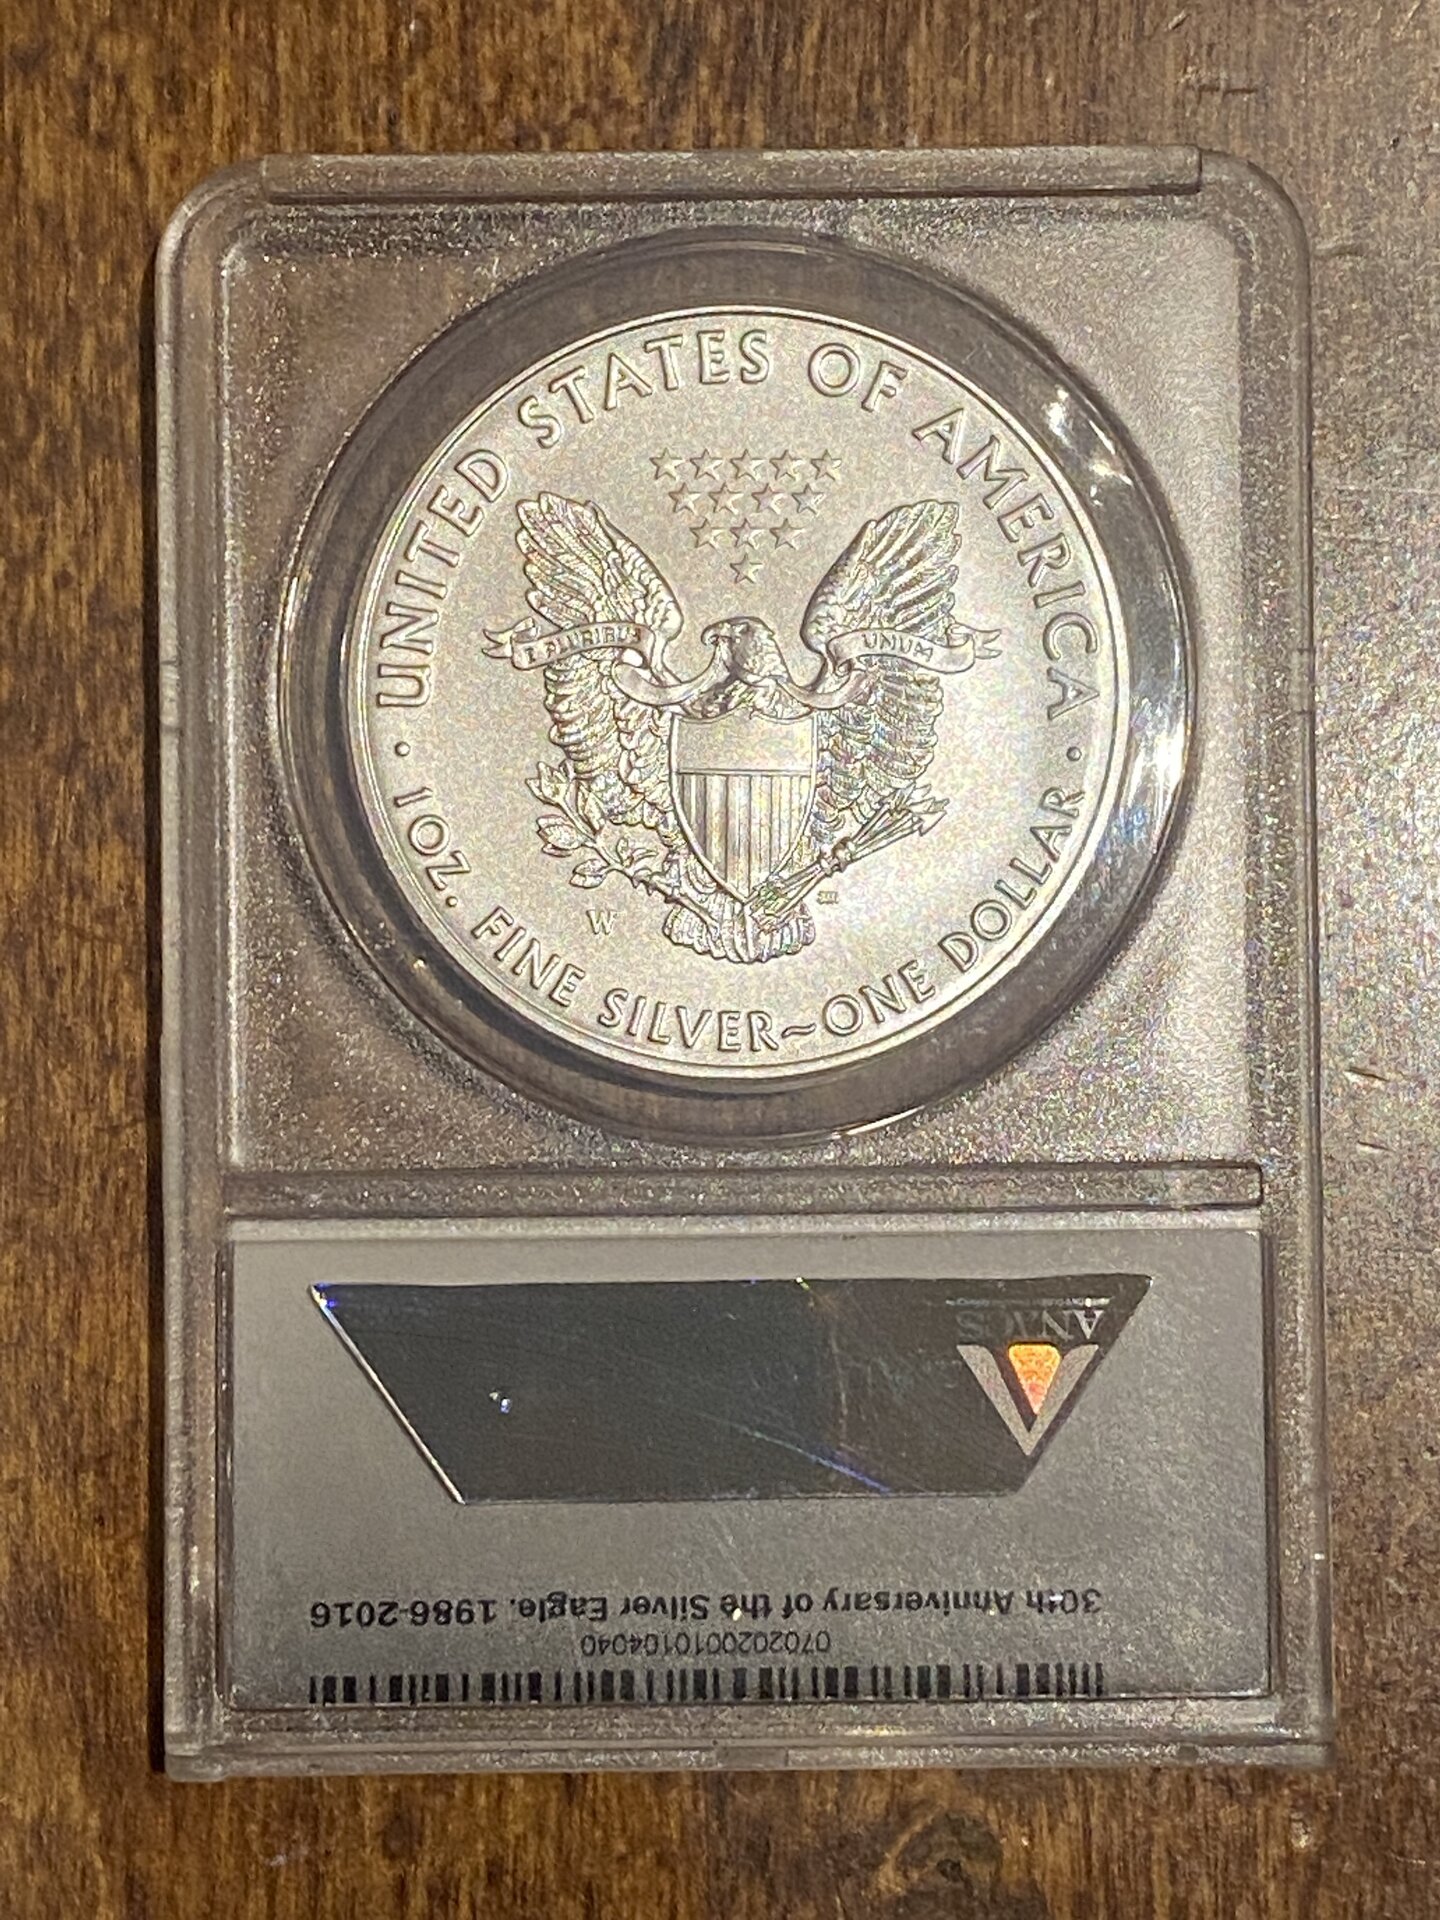 UNITED STATES OF AMERICA
E PLURIBUS UNUM
W
1 OZ. FINE SILVER~ONE DOLLAR
ANACS
30th Anniversary of the Silver Eagle, 1986-2016
0702020010104040